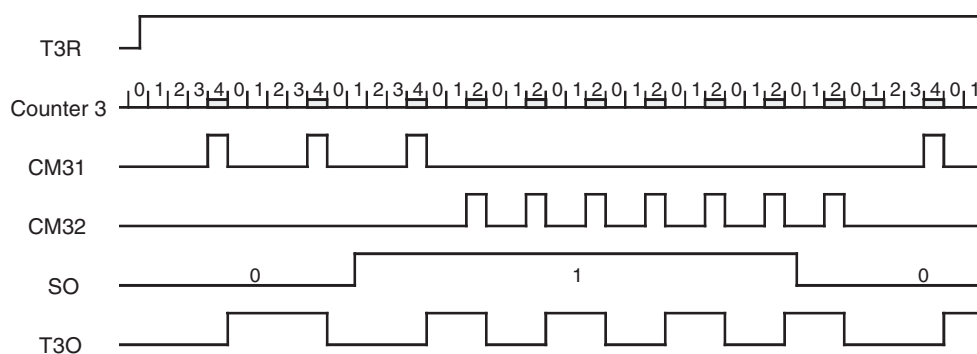 T3R
Counter 3 0 1 2 3 4 0 1 2 3 4 0 1 2 3 4 0 1 2 0 1 2 0 1 2 0 1 2 0 1 2 0 1 2 0 1 2 0 1 2 3 4 0 1
CM31
CM32
SO 0 1 0
T3O